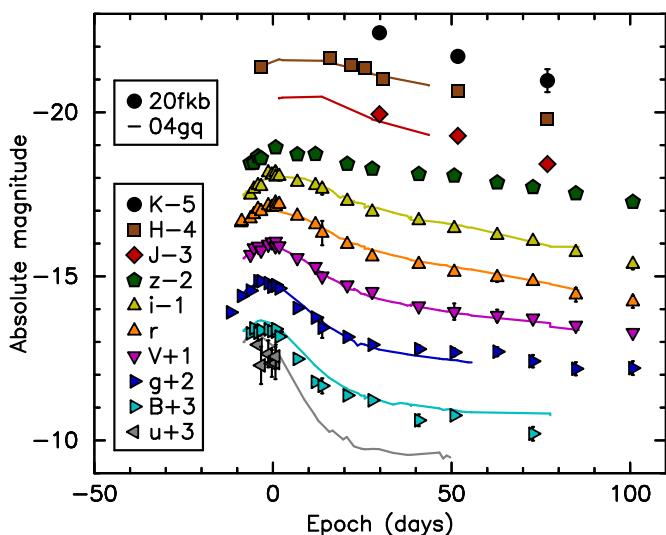 20fkb
04gq
K−5
H−4
J−3
z−2
i−1
r
V+1
g+2
B+3
u+3
−20
−15
−10
Absolute magnitude
−50 0 50 100
Epoch (days)